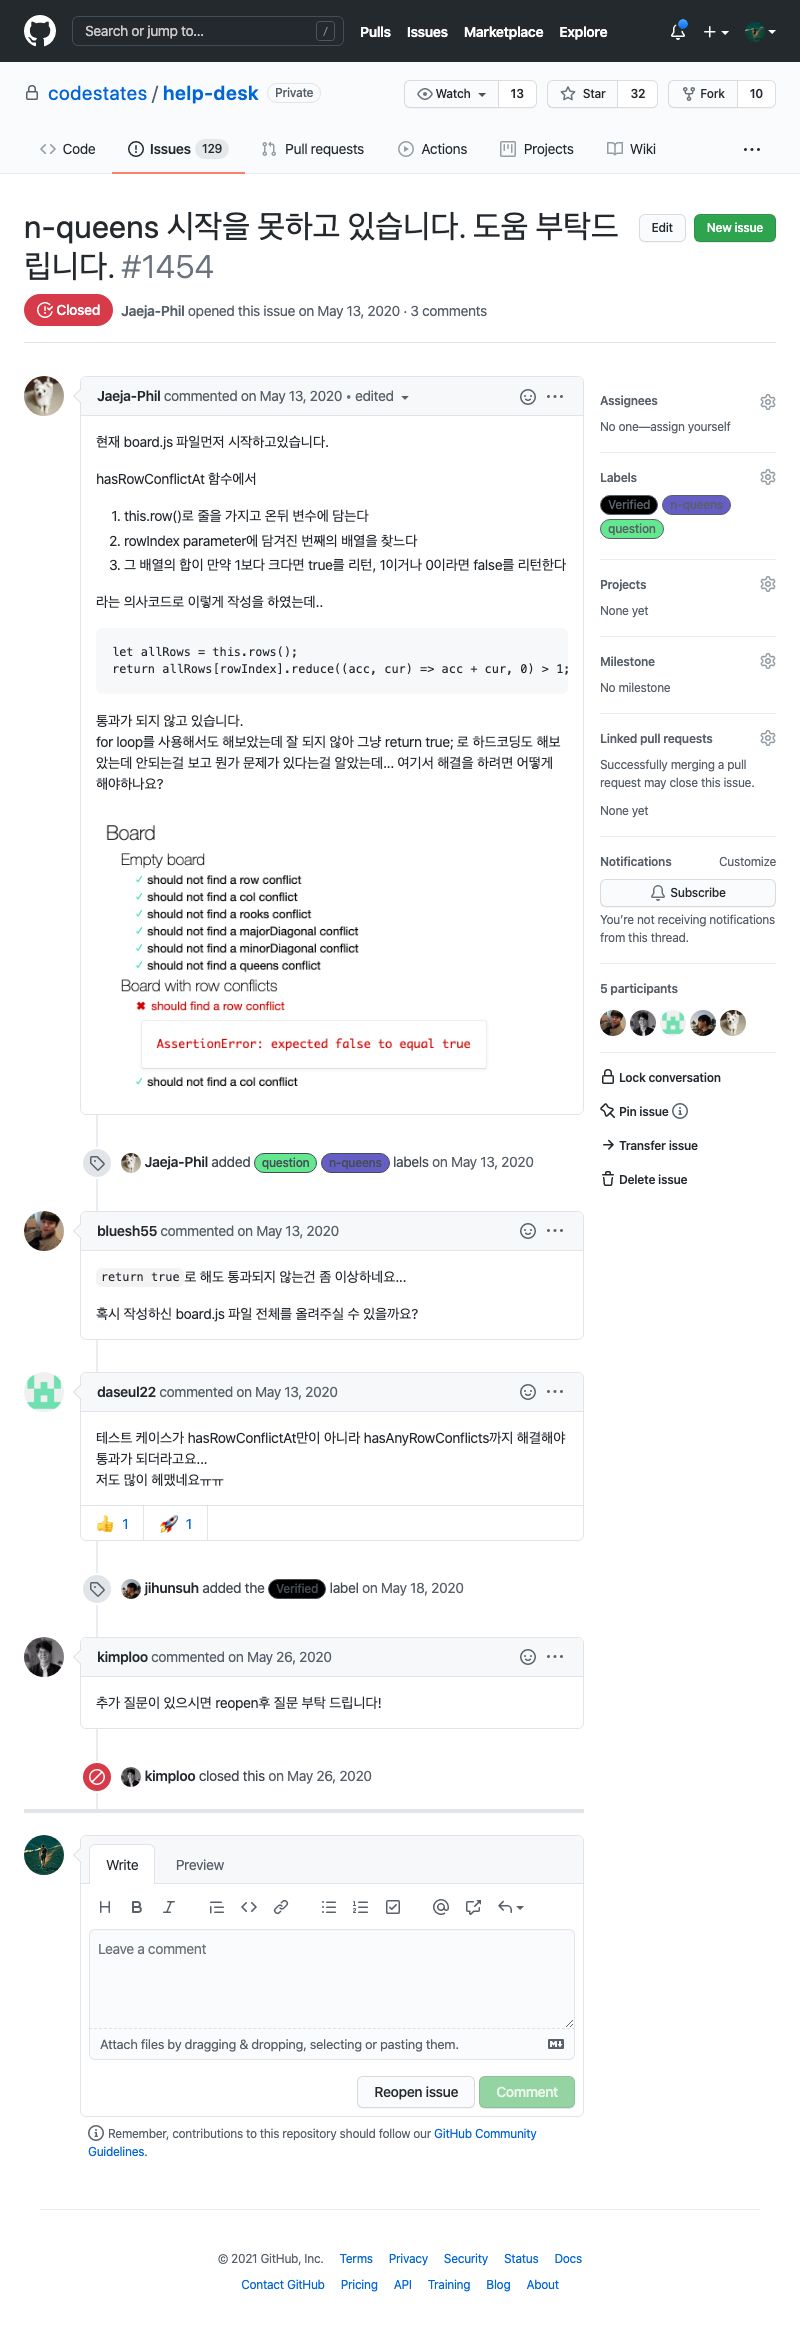 Search or jump to... /
Pulls Issues Marketplace Explore
codestates / help-desk Private
Watch 13 Star 32 Fork 10
Code Issues 129 Pull requests Actions Projects Wiki ...
n-queens 시작을 못하고 있습니다. 도움 부탁드
립니다. #1454
Edit New issue
Closed Jaeja-Phil opened this issue on May 13, 2020 · 3 comments
Jaeja-Phil commented on May 13, 2020 • edited
현재 board.js 파일먼저 시작하고있습니다.
hasRowConflictAt 함수에서
1. this.row()로 줄을 가지고 온뒤 변수에 담는다
2. rowIndex parameter에 담겨진 번째의 배열을 찾느다
3. 그 배열의 합이 만약 1보다 크다면 true를 리턴, 1이거나 0이라면 false를 리턴한다
라는 의사코드로 이렇게 작성을 하였는데..
let allRows = this.rows();
return allRows[rowIndex].reduce((acc, cur) => acc + cur, 0) > 1;
통과가 되지 않고 있습니다.
for loop를 사용해서도 해보았는데 잘 되지 않아 그냥 return true; 로 하드코딩도 해보
았는데 안되는걸 보고 뭔가 문제가 있다는걸 알았는데... 여기서 해결을 하려면 어떻게
해야하나요?
Board
Empty board
✓ should not find a row conflict
✓ should not find a col conflict
✓ should not find a rooks conflict
✓ should not find a majorDiagonal conflict
✓ should not find a minorDiagonal conflict
✓ should not find a queens conflict
Board with row conflicts
✖ should find a row conflict
AssertionError: expected false to equal true
✓ should not find a col conflict
Jaeja-Phil added question n-queens labels on May 13, 2020
bluesh55 commented on May 13, 2020
return true 로 해도 통과되지 않는건 좀 이상하네요...
혹시 작성하신 board.js 파일 전체를 올려주실 수 있을까요?
daseul22 commented on May 13, 2020
테스트 케이스가 hasRowConflictAt만이 아니라 hasAnyRowConflicts까지 해결해야
통과가 되더라고요...
저도 많이 헤맸네요ㅠㅠ
👍 1 🚀 1
jihunsuh added the Verified label on May 18, 2020
kimploo commented on May 26, 2020
추가 질문이 있으시면 reopen후 질문 부탁 드립니다!
kimploo closed this on May 26, 2020
Write Preview
Leave a comment
Attach files by dragging & dropping, selecting or pasting them.
Reopen issue Comment
Remember, contributions to this repository should follow our GitHub Community
Guidelines.
Assignees
No one—assign yourself
Labels
Verified n-queens
question
Projects
None yet
Milestone
No milestone
Linked pull requests
Successfully merging a pull
request may close this issue.
None yet
Notifications Customize
Subscribe
You're not receiving notifications
from this thread.
5 participants
Lock conversation
Pin issue
Transfer issue
Delete issue
© 2021 GitHub, Inc. Terms Privacy Security Status Docs
Contact GitHub Pricing API Training Blog About